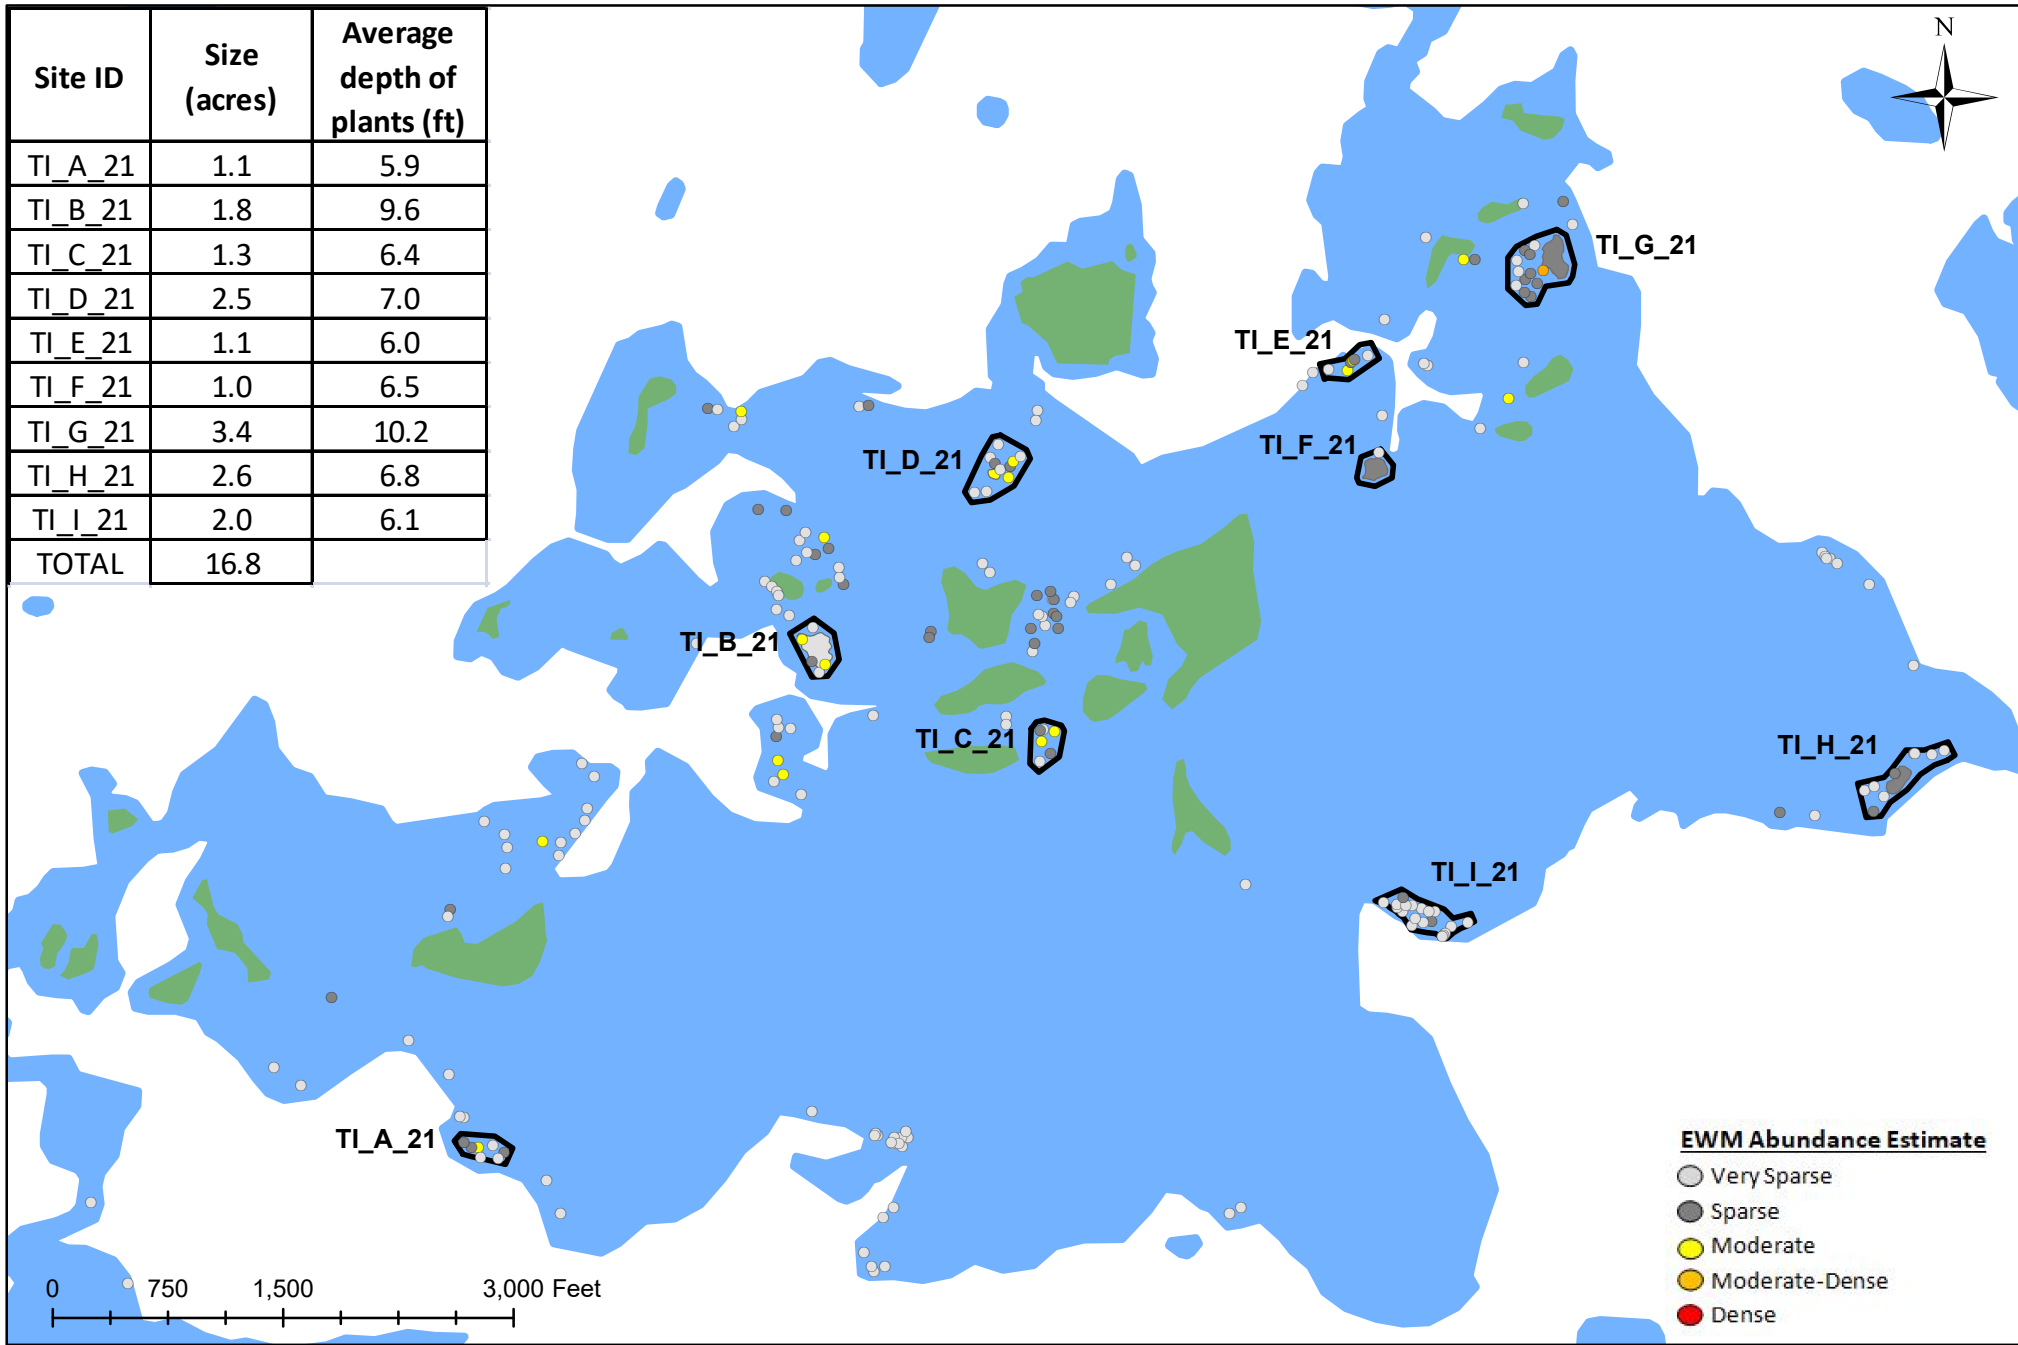 Site ID Size (acres) Average depth of plants (ft)
TI_A_21 1.1 5.9
TI_B_21 1.8 9.6
TI_C_21 1.3 6.4
TI_D_21 2.5 7.0
TI_E_21 1.1 6.0
TI_F_21 1.0 6.5
TI_G_21 3.4 10.2
TI_H_21 2.6 6.8
TI_I_21 2.0 6.1
TOTAL 16.8
N
TI_G_21
TI_E_21
TI_F_21
TI_D_21
TI_B_21
TI_C_21
TI_H_21
TI_I_21
TI_A_21
EWM Abundance Estimate
Very Sparse
Sparse
Moderate
Moderate-Dense
Dense
0 750 1,500 3,000 Feet